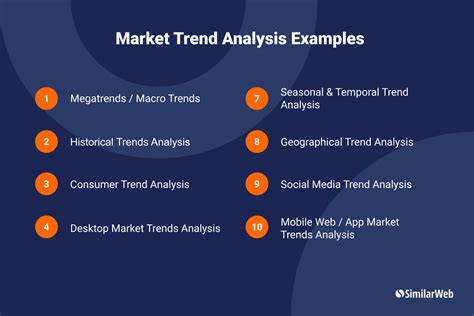 Market Trend Analysis Examples
1 Megatrends / Macro Trends
2 Historical Trends Analysis
3 Consumer Trend Analysis
4 Desktop Market Trends Analysis
7 Seasonal & Temporal Trend
Analysis
8 Geographical Trend Analysis
9 Social Media Trend Analysis
10 Mobile Web / App Market
Trends Analysis
SimilarWeb